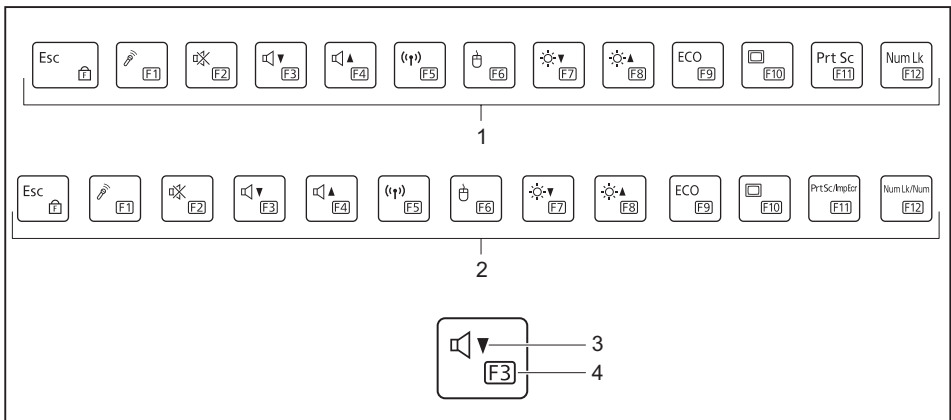 Esc F F1 F2 F3 F4 F5 F6 F7 F8 ECO F9 F10 Prt Sc F11 Num Lk F12
1
Esc F F1 F2 F3 F4 F5 F6 F7 F8 ECO F9 F10 PrtSc/ImpEcr F11 Num Lk/Num F12
2
3
F3 4